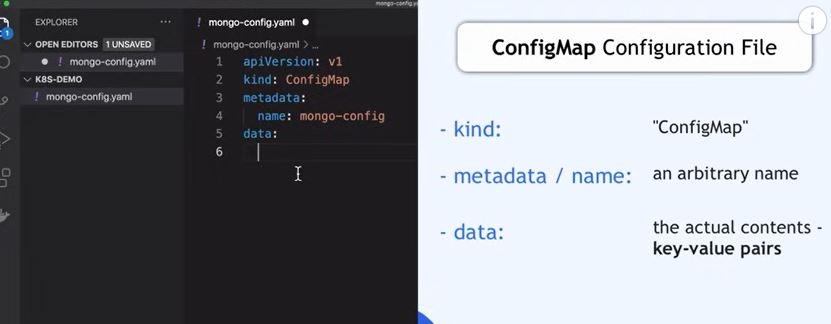 mongo-config.y
EXPLORER
...
! mongo-config.yaml ●
OPEN EDITORS 1 UNSAVED
● ! mongo-config.yaml
K8S-DEMO
! mongo-config.yaml
! mongo-config.yaml > ...
1 apiVersion: v1
2 kind: ConfigMap
3 metadata:
4 name: mongo-config
5 data:
6
1
ConfigMap Configuration File
i
- kind: "ConfigMap"
- metadata / name: an arbitrary name
- data: the actual contents -
key-value pairs